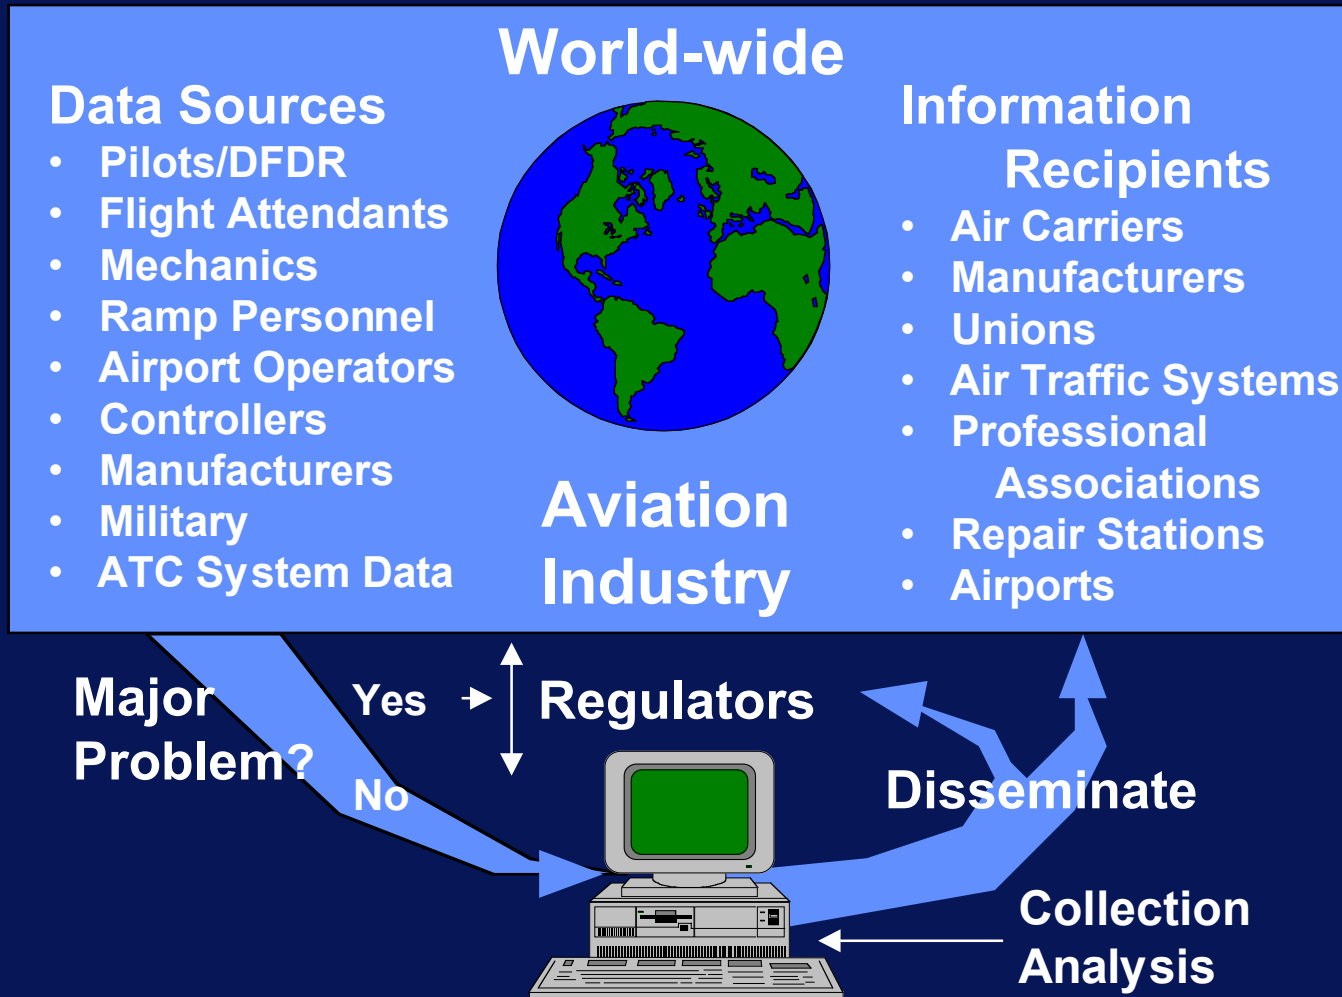 World-wide
Data Sources
• Pilots/DFDR
• Flight Attendants
• Mechanics
• Ramp Personnel
• Airport Operators
• Controllers
• Manufacturers
• Military
• ATC System Data
Aviation
Industry
Information
Recipients
• Air Carriers
• Manufacturers
• Unions
• Air Traffic Systems
• Professional
Associations
• Repair Stations
• Airports
Major
Problem?
Yes
No
Regulators
Disseminate
Collection
Analysis